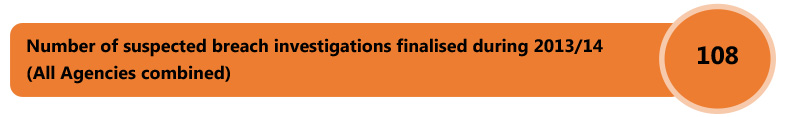 Number of suspected breach investigations finalised during 2013/14
(All Agencies combined)
108